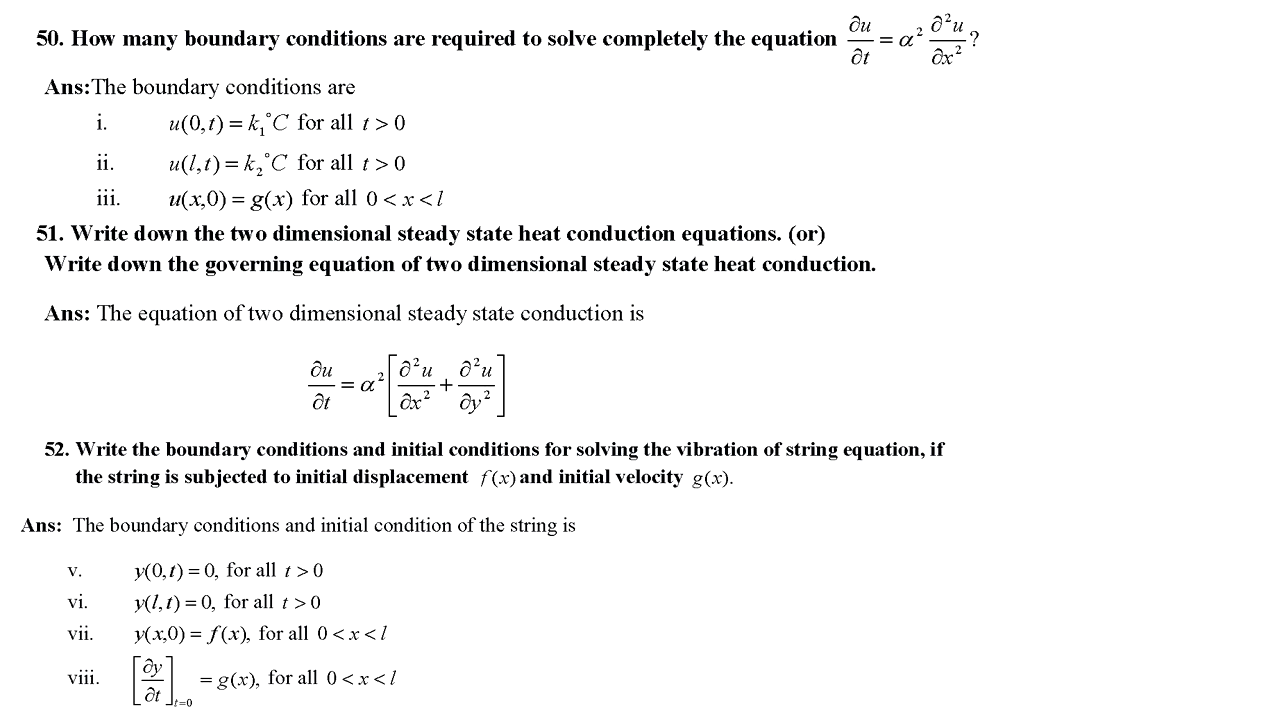 50. How many boundary conditions are required to solve completely the equation ∂u/∂t = α² ∂²u/∂x² ?
Ans:The boundary conditions are
i. u(0,t) = k₁°C for all t > 0
ii. u(l,t) = k₂°C for all t > 0
iii. u(x,0) = g(x) for all 0 < x < l
51. Write down the two dimensional steady state heat conduction equations. (or)
Write down the governing equation of two dimensional steady state heat conduction.
Ans: The equation of two dimensional steady state conduction is
∂u/∂t = α² [∂²u/∂x² + ∂²u/∂y²]
52. Write the boundary conditions and initial conditions for solving the vibration of string equation, if
the string is subjected to initial displacement f(x) and initial velocity g(x).
Ans: The boundary conditions and initial condition of the string is
v. y(0,t) = 0, for all t > 0
vi. y(l,t) = 0, for all t > 0
vii. y(x,0) = f(x), for all 0 < x < l
viii. [∂y/∂t]ₜ₌₀ = g(x), for all 0 < x < l